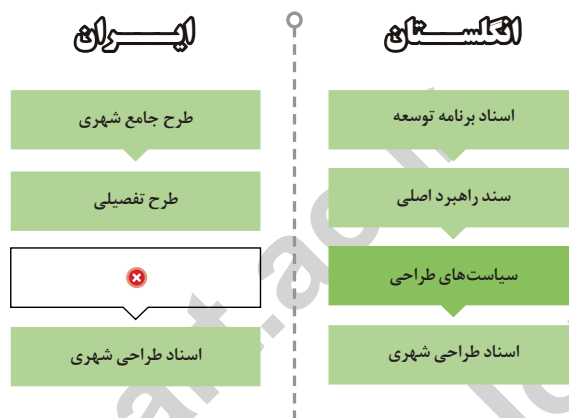 انگلستان
اسناد برنامه توسعه
سند راهبرد اصلی
سیاست‌های طراحی
اسناد طراحی شهری
ایران
طرح جامع شهری
طرح تفصیلی
اسناد طراحی شهری